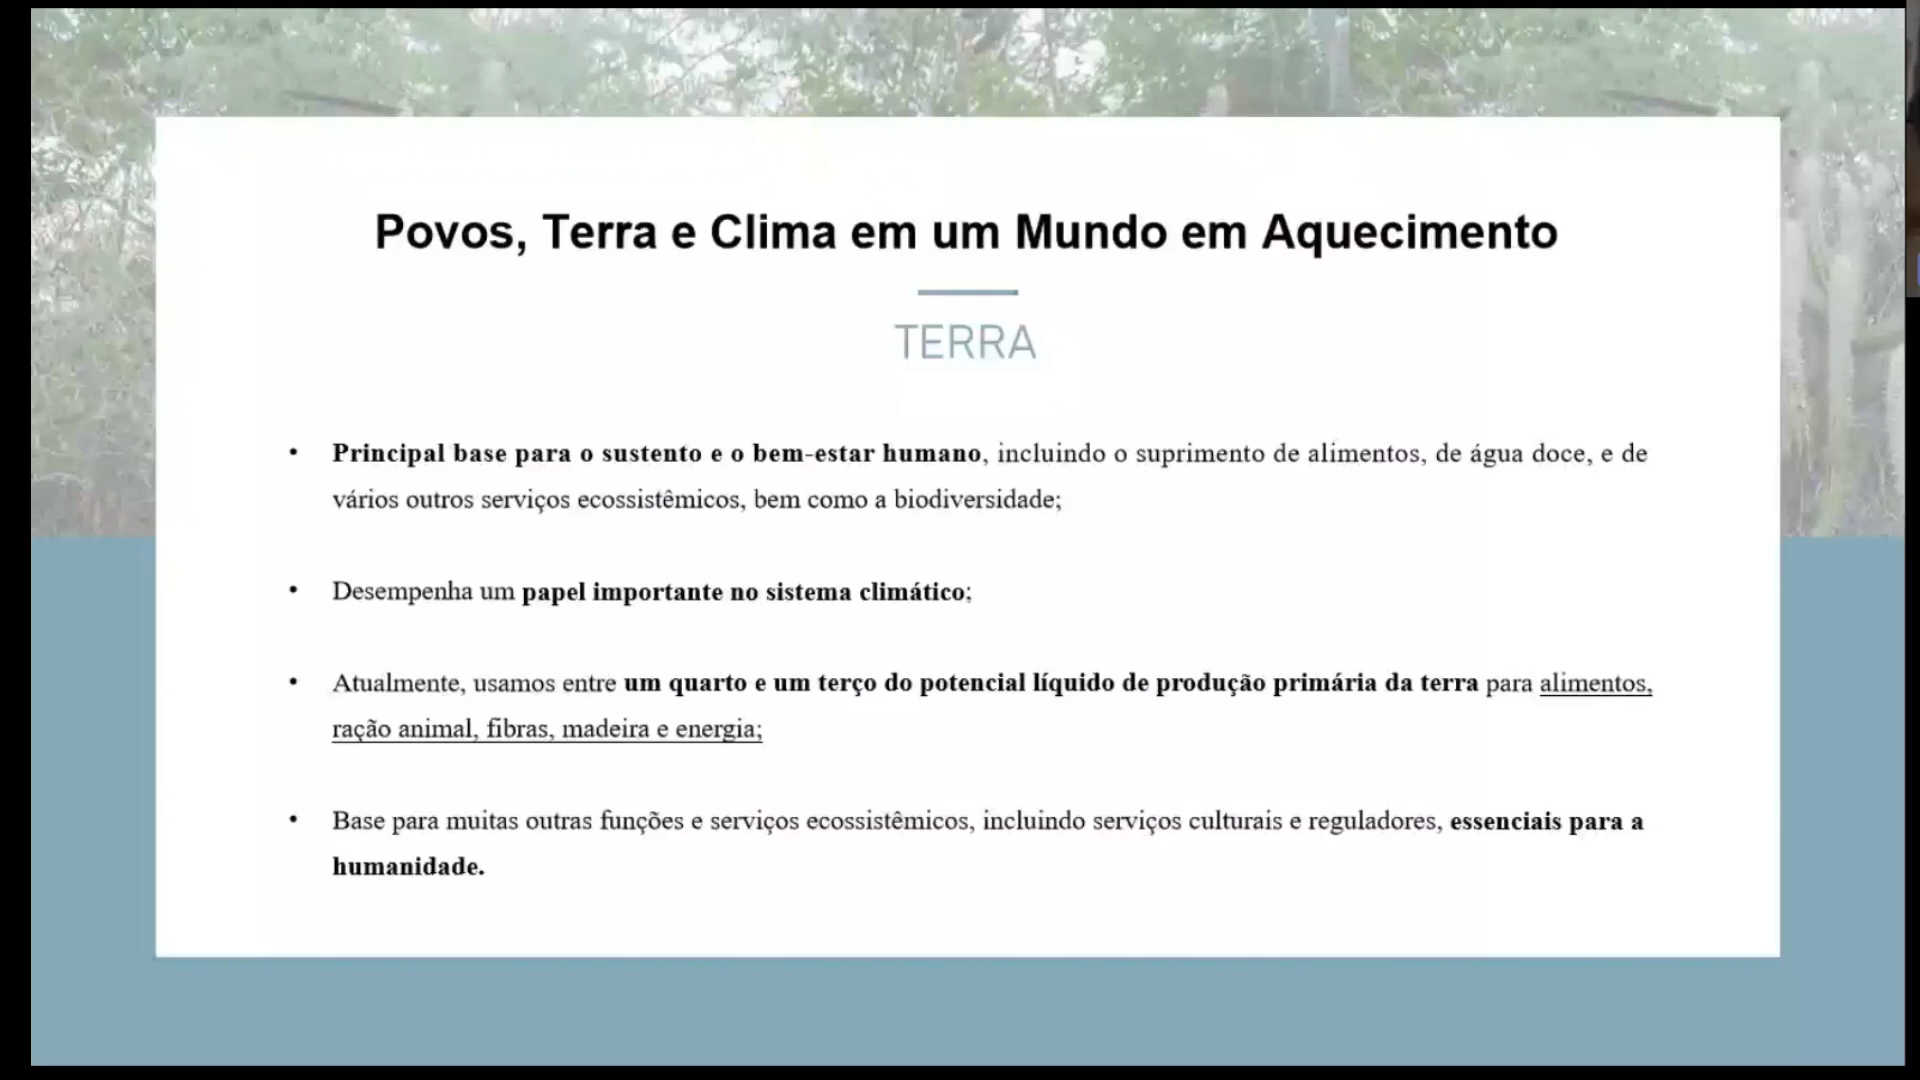 Povos, Terra e Clima em um Mundo em Aquecimento
TERRA
• Principal base para o sustento e o bem-estar humano, incluindo o suprimento de alimentos, de água doce, e de
vários outros serviços ecossistêmicos, bem como a biodiversidade;
• Desempenha um papel importante no sistema climático;
• Atualmente, usamos entre um quarto e um terço do potencial líquido de produção primária da terra para alimentos,
ração animal, fibras, madeira e energia;
• Base para muitas outras funções e serviços ecossistêmicos, incluindo serviços culturais e reguladores, essenciais para a
humanidade.